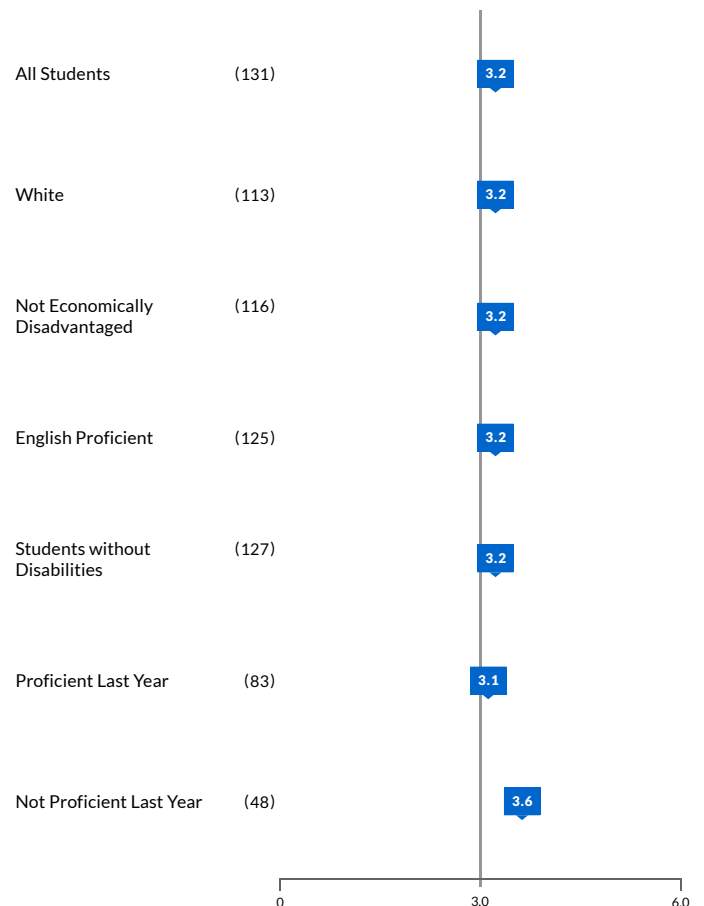 All Students (131) 3.2
White (113) 3.2
Not Economically (116)
Disadvantaged 3.2
English Proficient (125) 3.2
Students without (127)
Disabilities 3.2
Proficient Last Year (83) 3.1
Not Proficient Last Year (48) 3.6
0 3.0 6.0